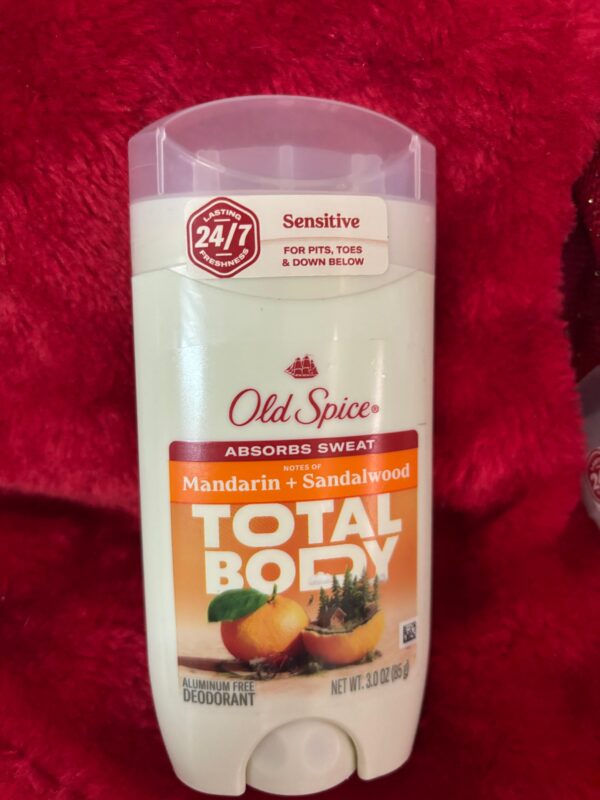 LASTING
24/7
FRESHNESS
Sensitive
FOR PITS, TOES
& DOWN BELOW
Old Spice®
ABSORBS SWEAT
NOTES OF
Mandarin + Sandalwood
TOTAL
BODY
ALUMINUM FREE
DEODORANT
NET WT. 3.0 OZ (85 g)